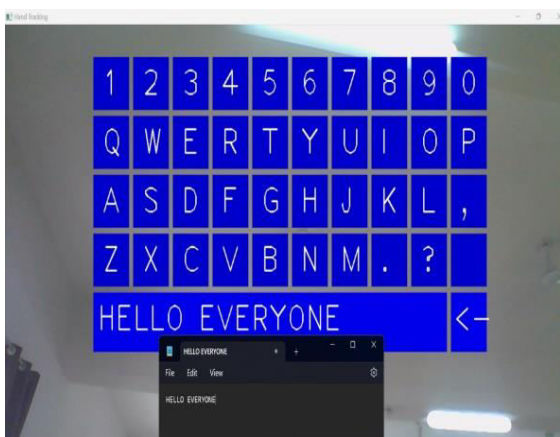 Hand Tracking
1 2 3 4 5 6 7 8 9 0
Q W E R T Y U I O P
A S D F G H J K L ,
Z X C V B N M . ?
HELLO EVERYONE <-
HELLO EVERYONE
File Edit View
HELLO EVERYONE